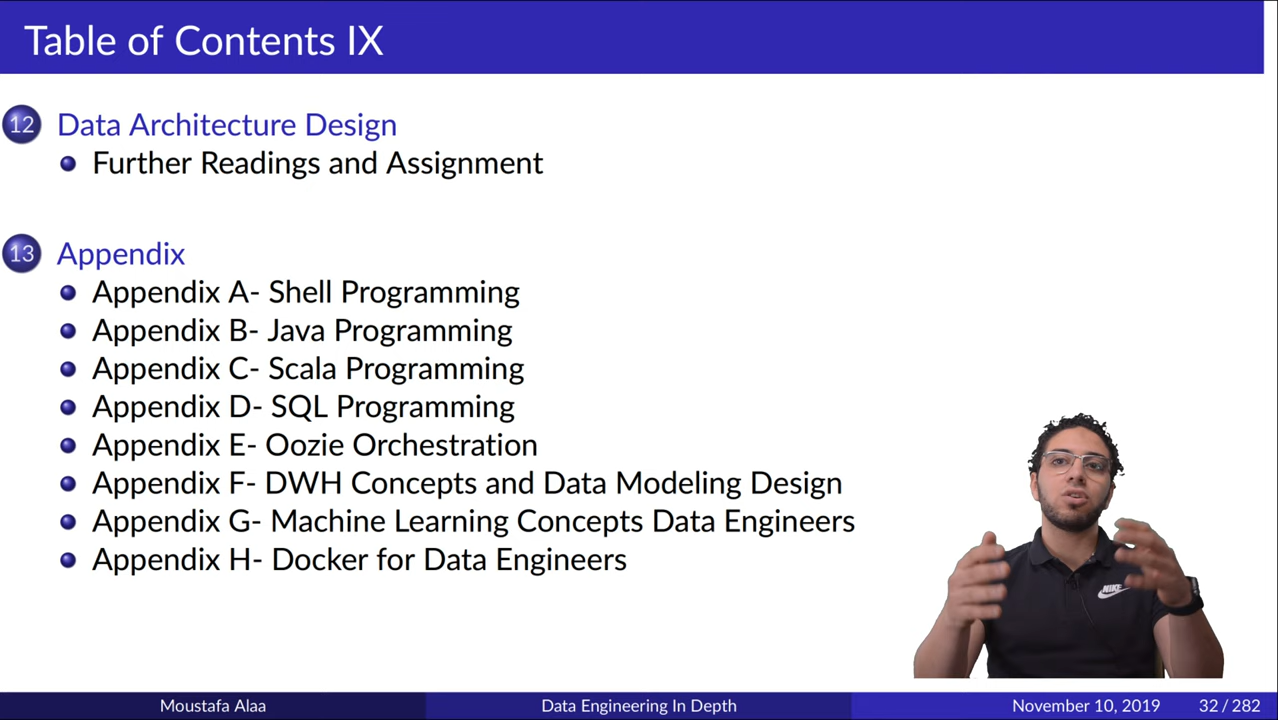 Table of Contents IX
12 Data Architecture Design
Further Readings and Assignment
13 Appendix
Appendix A- Shell Programming
Appendix B- Java Programming
Appendix C- Scala Programming
Appendix D- SQL Programming
Appendix E- Oozie Orchestration
Appendix F- DWH Concepts and Data Modeling Design
Appendix G- Machine Learning Concepts Data Engineers
Appendix H- Docker for Data Engineers
NIKE
Moustafa Alaa Data Engineering In Depth November 10, 2019 32 / 282